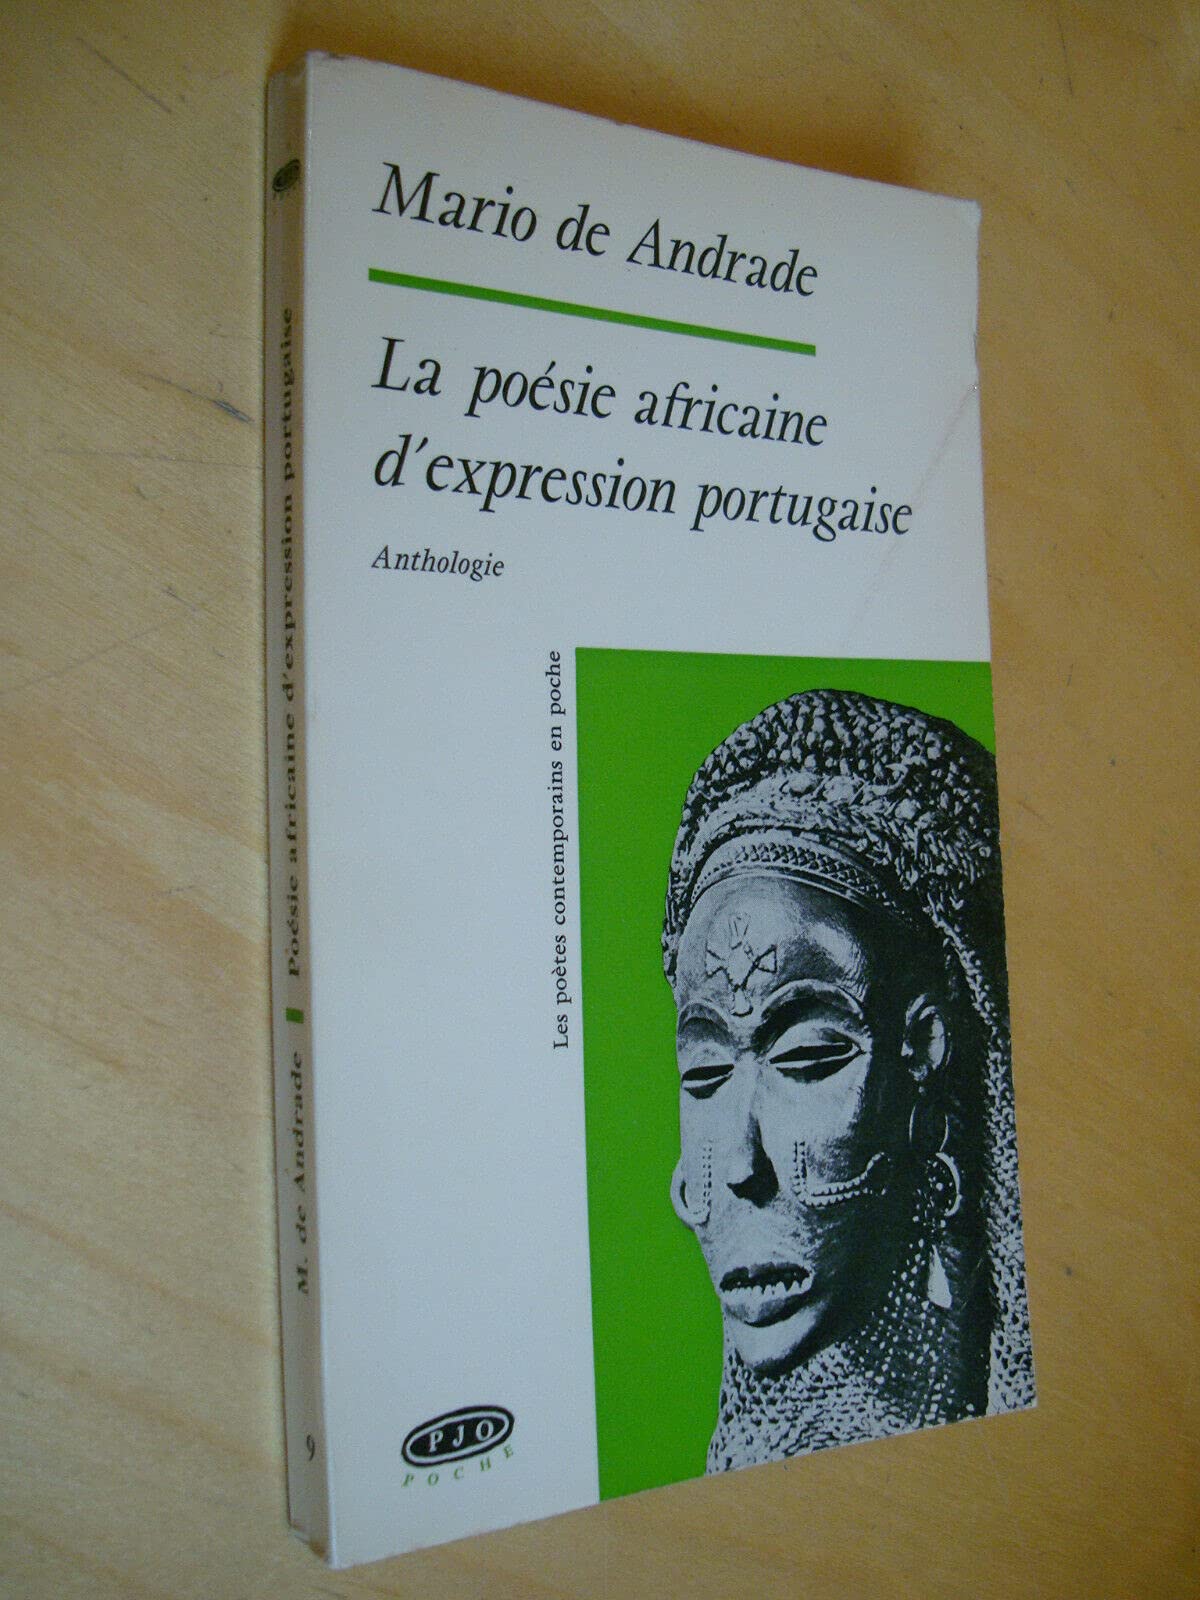 Mario de Andrade
La poésie africaine
d'expression portugaise
Anthologie
Les poètes contemporains en poche
PJO
POCHE
M. de Andrade
Poésie africaine d'expression portugaise
9